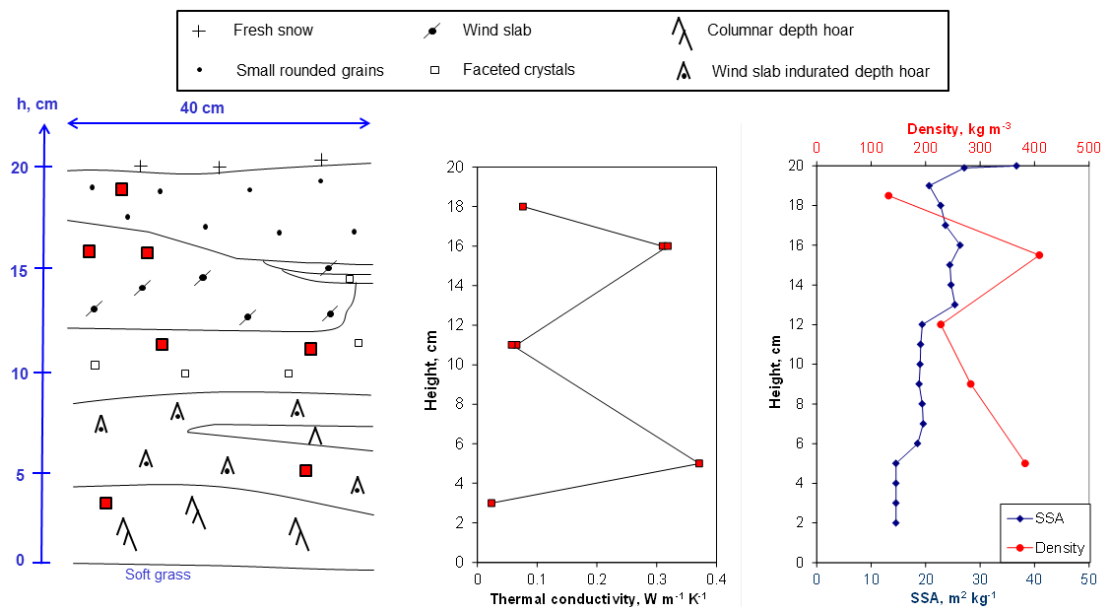 Fresh snow
Wind slab
Columnar depth hoar
Small rounded grains
Faceted crystals
Wind slab indurated depth hoar
h, cm
40 cm
20
15
10
5
0
Soft grass
20
18
16
14
12
10
8
6
4
2
0
Height, cm
0
0.1
0.2
0.3
0.4
Thermal conductivity, W m⁻¹ K⁻¹
Density, kg m⁻³
0 100 200 300 400 500
20
18
16
14
12
10
8
6
4
2
0
Height, cm
SSA
Density
0 10 20 30 40 50
SSA, m² kg⁻¹